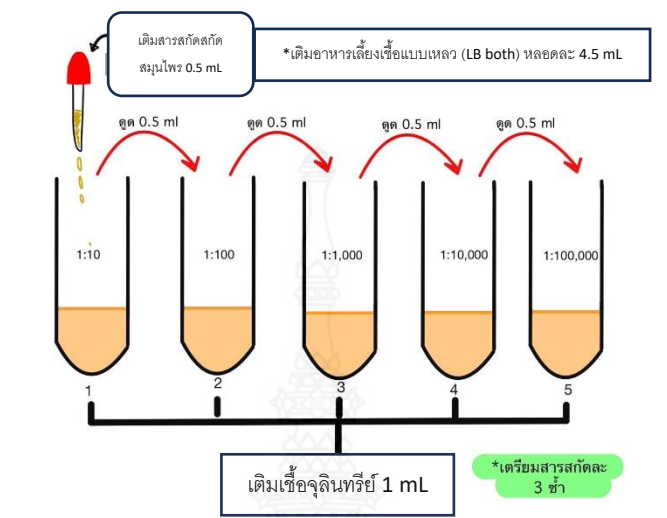 เติมสารสกัดสกัด
สมุนไพร 0.5 mL
*เติมอาหารเลี้ยงเชื้อแบบเหลว (LB both) หลอดละ 4.5 mL
ดูด 0.5 ml
ดูด 0.5 ml
ดูด 0.5 ml
ดูด 0.5 ml
1:10
1:100
1:1,000
1:10,000
1:100,000
1
2
3
4
5
เติมเชื้อจุลินทรีย์ 1 mL
*เตรียมสารสกัดละ
3 ซ้ำ